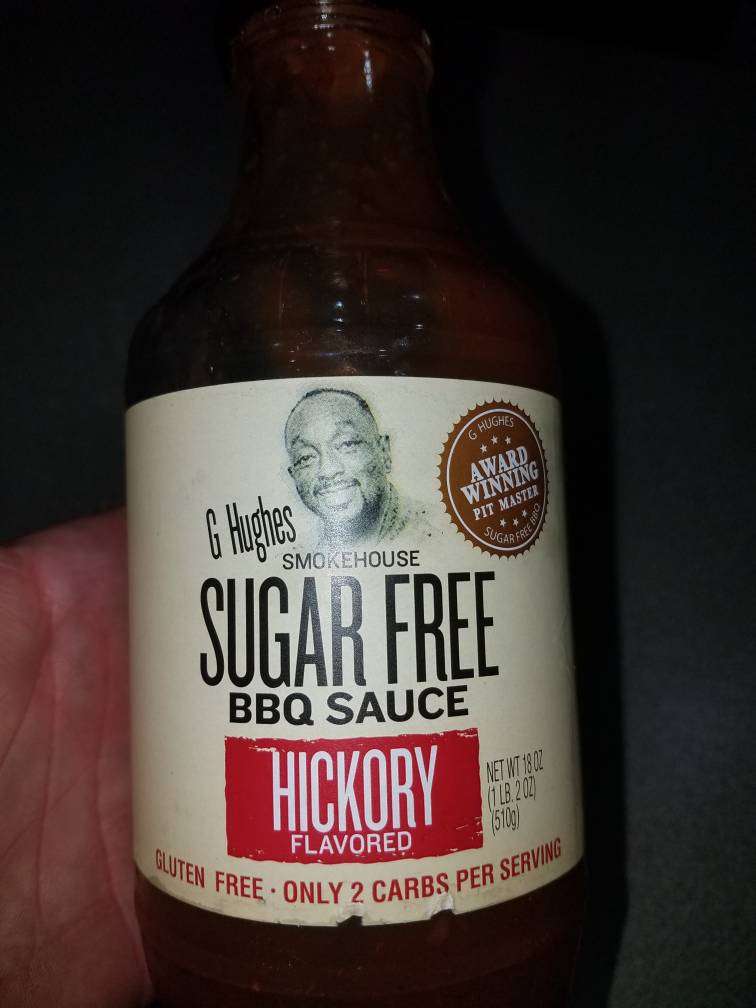 G HUGHES
AWARD
WINNING
PIT MASTER
SUGAR FREE BBQ
G Hughes
SMOKEHOUSE
SUGAR FREE
BBQ SAUCE
HICKORY
FLAVORED
NET WT 18 OZ
(1 LB. 2 OZ)
(510g)
GLUTEN FREE · ONLY 2 CARBS PER SERVING